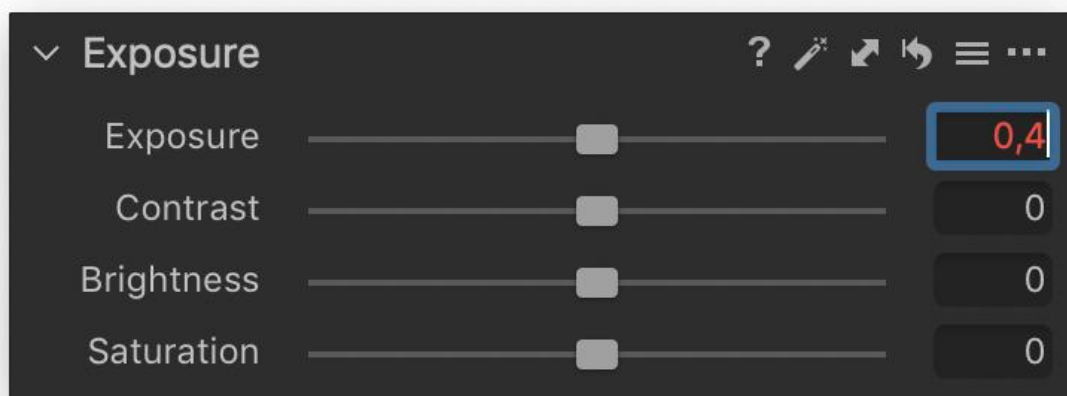 Exposure ?
Exposure 0,4
Contrast 0
Brightness 0
Saturation 0